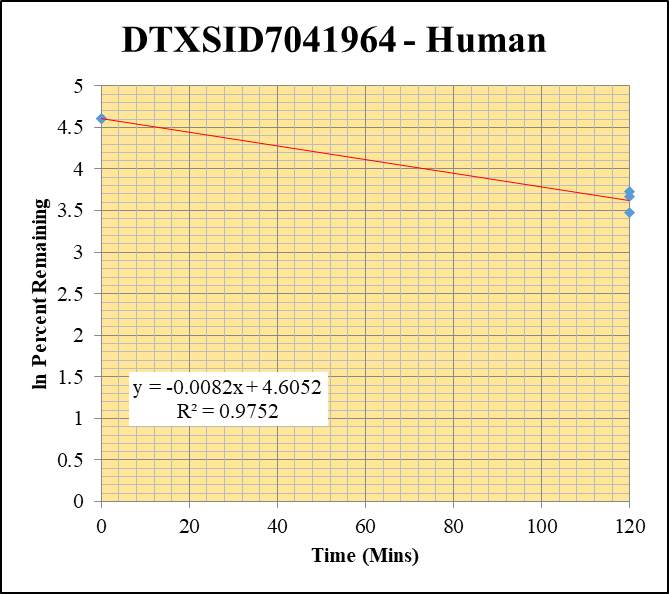 DTXSID7041964 - Human
5
4.5
4
3.5
3
2.5
2
1.5
1
0.5
0
ln Percent Remaining
y = -0.0082x + 4.6052
R² = 0.9752
0 20 40 60 80 100 120
Time (Mins)